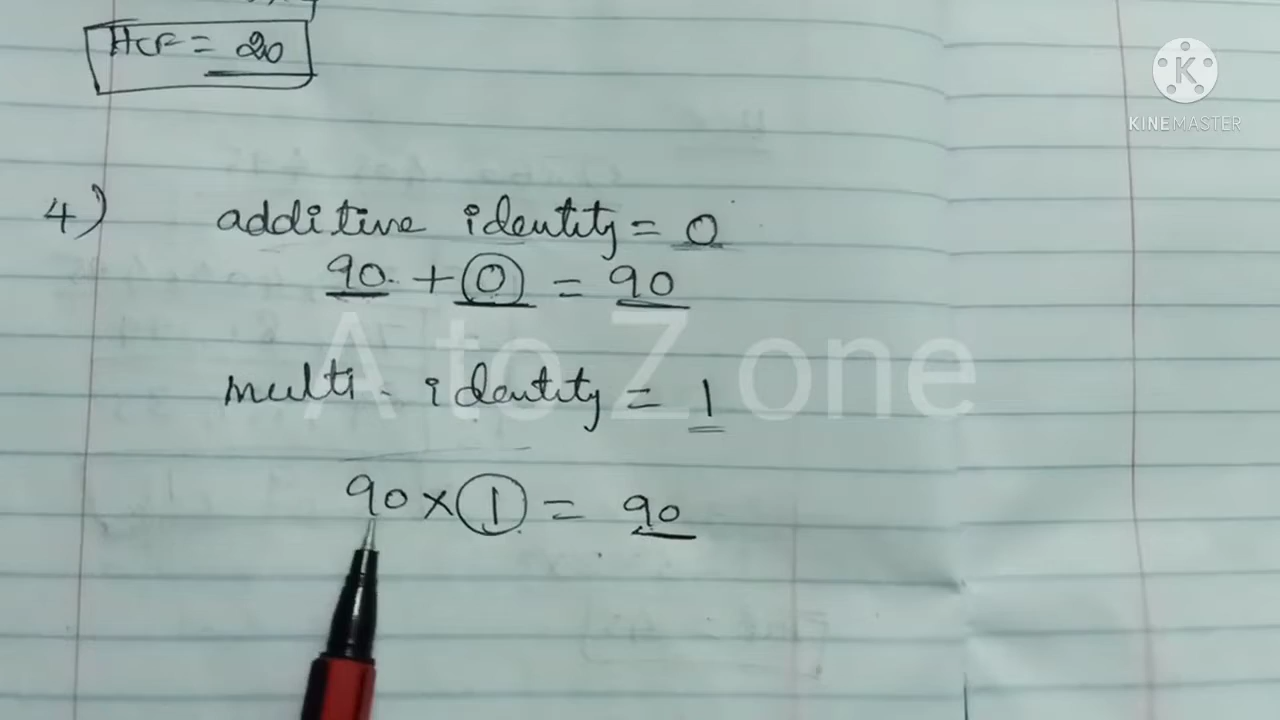 HCF = 20
KINEMASTER
4) additive identity = 0
90 + 0 = 90
A to Z one
multi - identity = 1
90 × 1 = 90